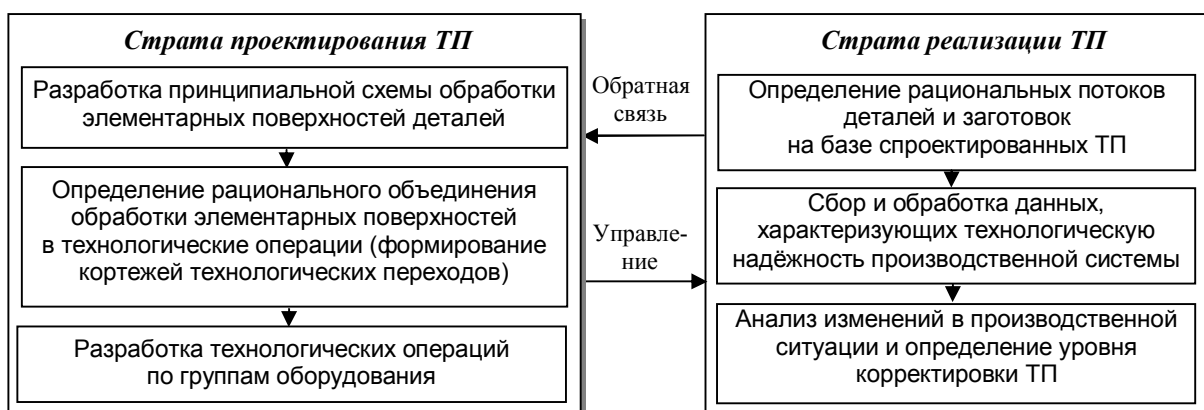 Страта проектирования ТП
Разработка принципиальной схемы обработки
элементарных поверхностей деталей
Определение рационального объединения
обработки элементарных поверхностей
в технологические операции (формирование
кортежей технологических переходов)
Разработка технологических операций
по группам оборудования
Обратная
связь
Управле-
ние
Страта реализации ТП
Определение рациональных потоков
деталей и заготовок
на базе спроектированных ТП
Сбор и обработка данных,
характеризующих технологическую
надёжность производственной системы
Анализ изменений в производственной
ситуации и определение уровня
корректировки ТП